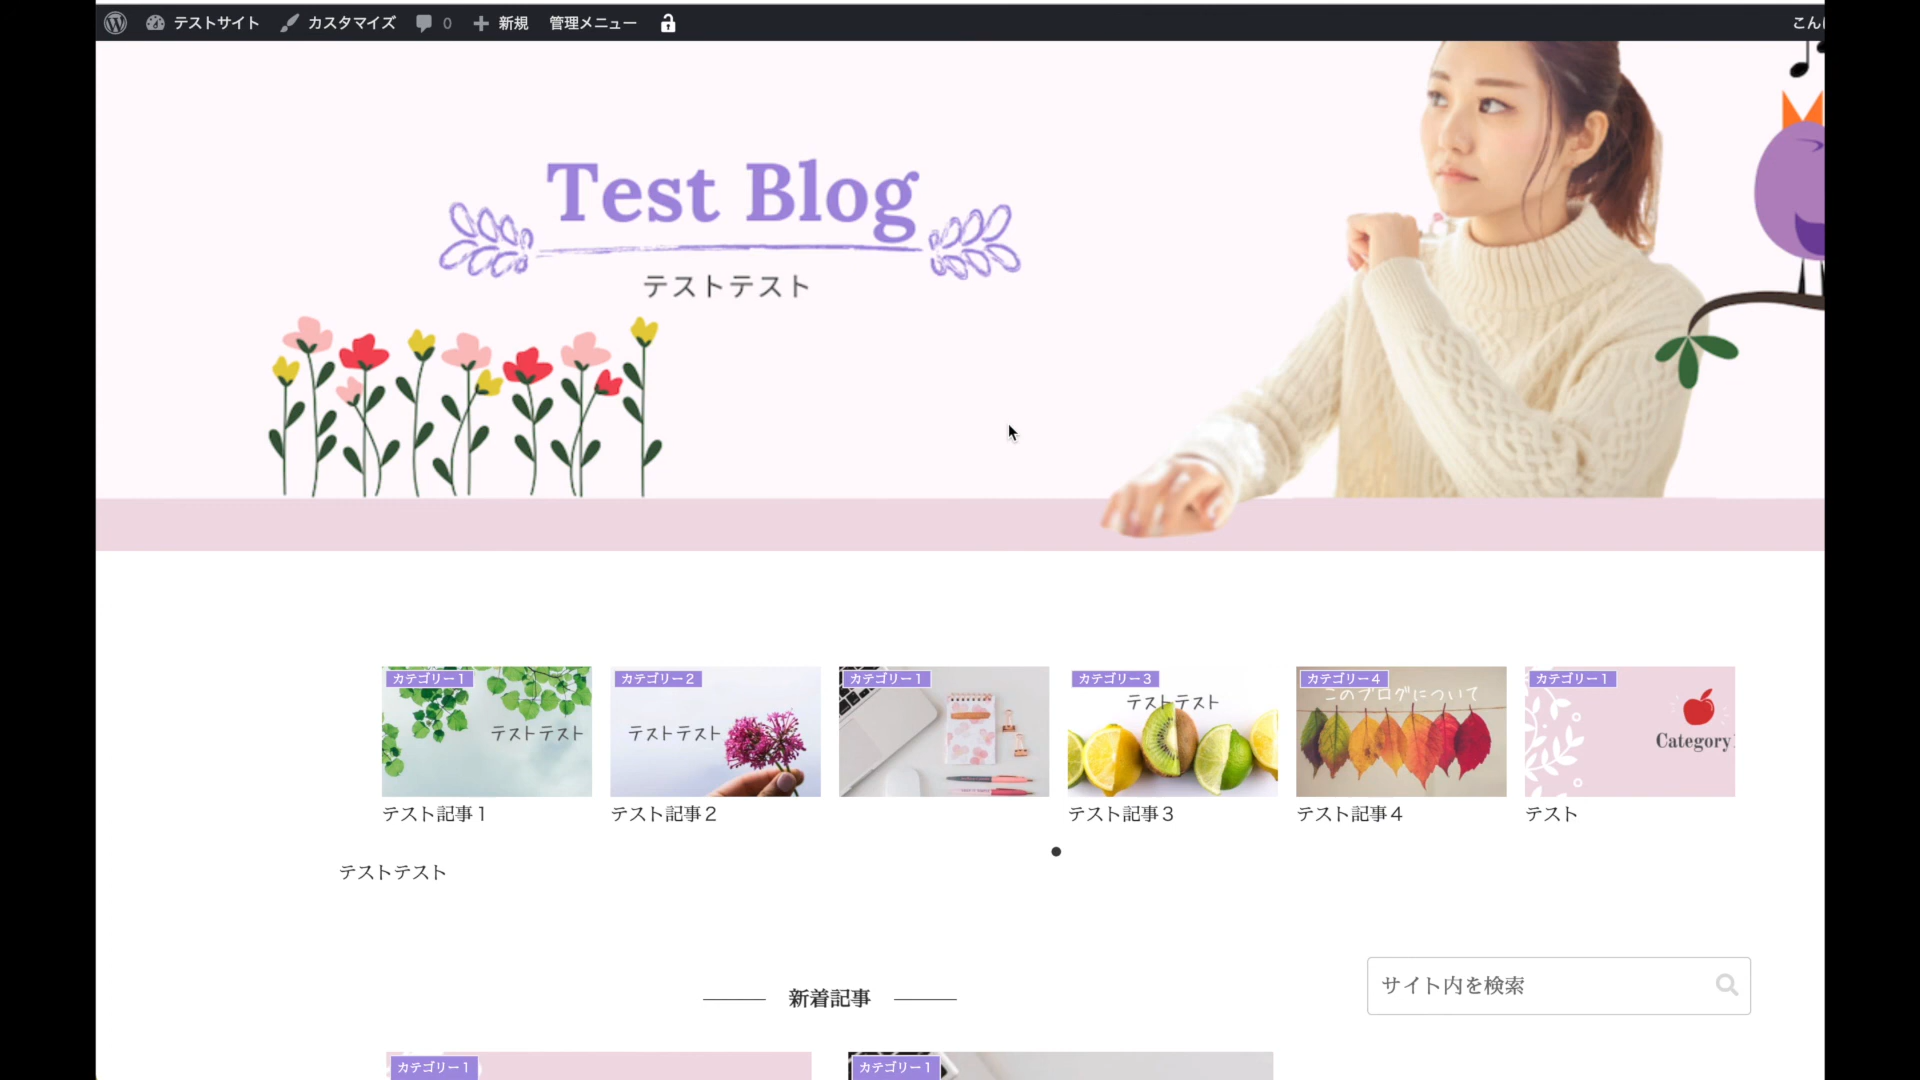 テストサイト カスタマイズ 0 新規 管理メニュー
こん
Test Blog
テストテスト
カテゴリー1 カテゴリー2 カテゴリー1 カテゴリー3 カテゴリー4 カテゴリー1
テストテスト
テストテスト
テストテスト
このブログについて
Category
テスト記事1 テスト記事2 テスト記事3 テスト記事4 テスト
テストテスト
サイト内を検索
新着記事
カテゴリー1 カテゴリー1